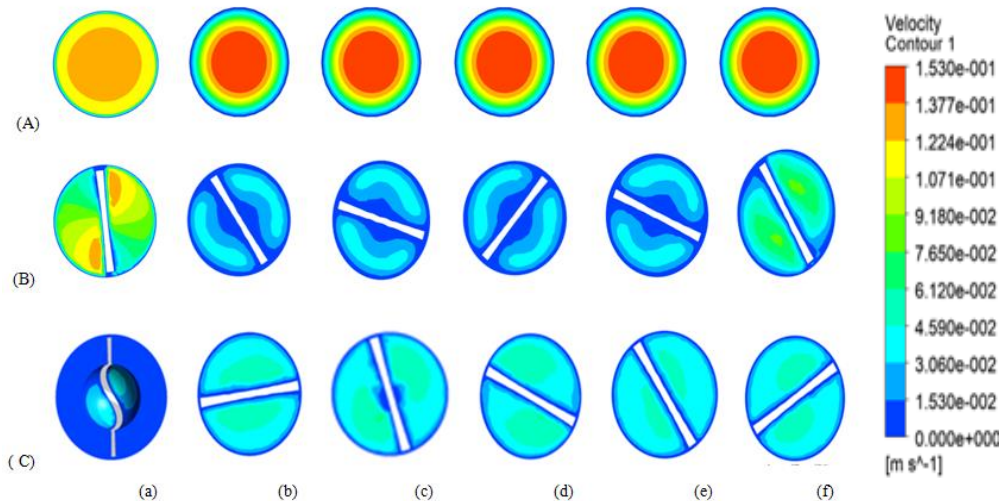 Velocity
Contour 1
1.530e-001
1.377e-001
1.224e-001
1.071e-001
9.180e-002
7.650e-002
6.120e-002
4.590e-002
3.060e-002
1.530e-002
0.000e+000
[m s^-1]
(A)
(B)
( C)
(a) (b) (c) (d) (e) (f)